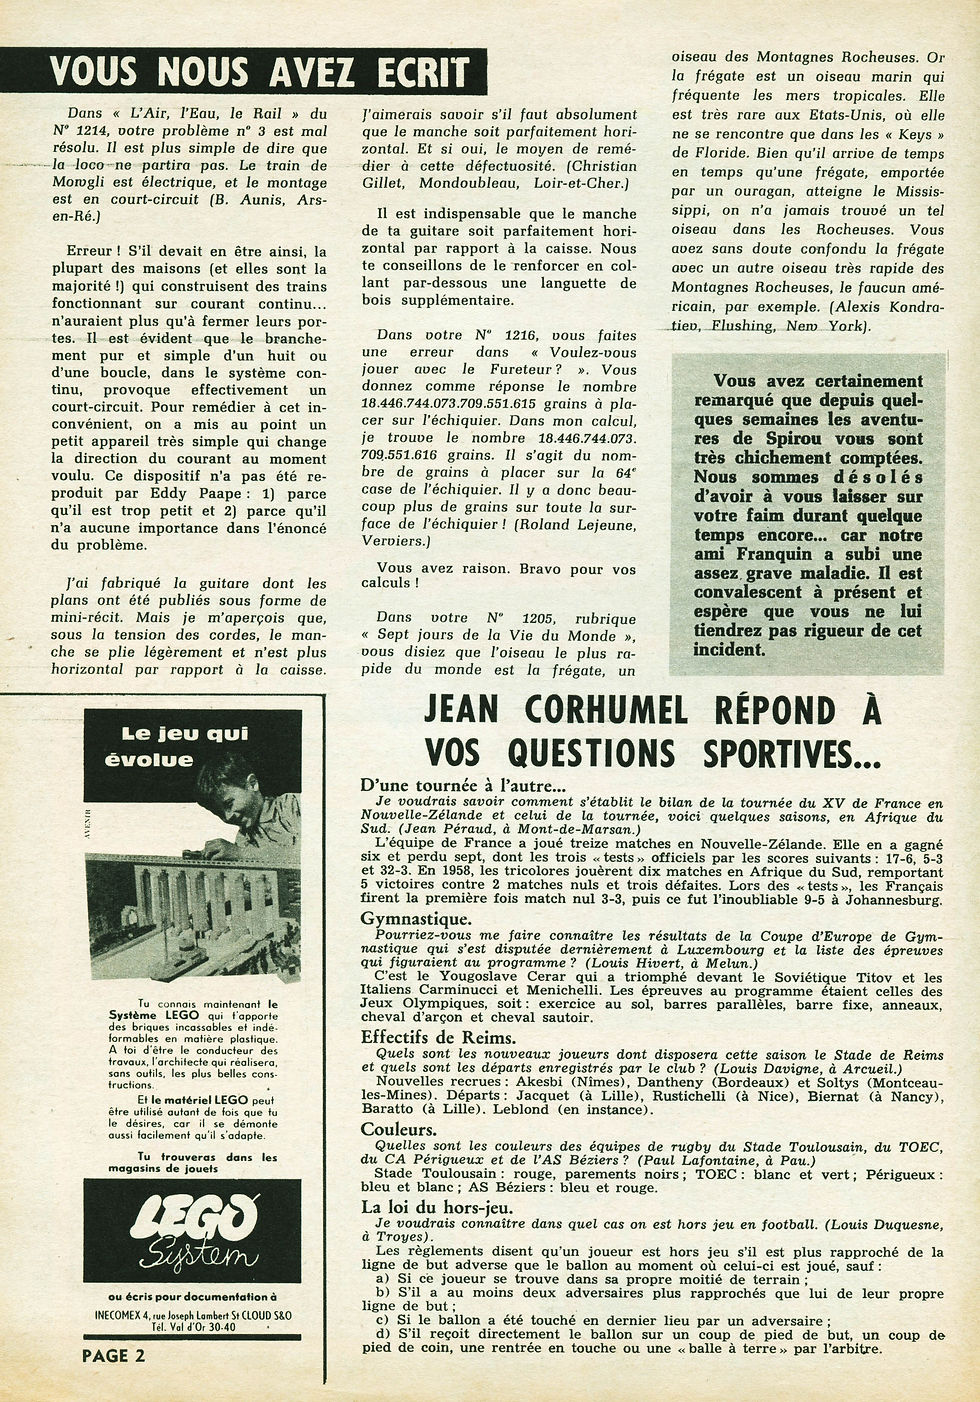 VOUS NOUS AVEZ ECRIT
Dans « L'Air, l'Eau, le Rail » du
N° 1214, votre problème n° 3 est mal
résolu. Il est plus simple de dire que
la loco ne partira pas. Le train de
Mowgli est électrique, et le montage
est en court-circuit (B. Aunis, Ars-
en-Ré.)
Erreur ! S'il devait en être ainsi, la
plupart des maisons (et elles sont la
majorité !) qui construisent des trains
fonctionnant sur courant continu...
n'auraient plus qu'à fermer leurs por-
tes. Il est évident que le branche-
ment pur et simple d'un huit ou
d'une boucle, dans le système con-
tinu, provoque effectivement un
court-circuit. Pour remédier à cet in-
convénient, on a mis au point un
petit appareil très simple qui change
la direction du courant au moment
voulu. Ce dispositif n'a pas été re-
produit par Eddy Paape : 1) parce
qu'il est trop petit et 2) parce qu'il
n'a aucune importance dans l'énoncé
du problème.
J'ai fabriqué la guitare dont les
plans ont été publiés sous forme de
mini-récit. Mais je m'aperçois que,
sous la tension des cordes, le man-
che se plie légèrement et n'est plus
horizontal par rapport à la caisse.
J'aimerais savoir s'il faut absolument
que le manche soit parfaitement hori-
zontal. Et si oui, le moyen de remé-
dier à cette défectuosité. (Christian
Gillet, Mondoubleau, Loir-et-Cher.)
Il est indispensable que le manche
de ta guitare soit parfaitement hori-
zontal par rapport à la caisse. Nous
te conseillons de le renforcer en col-
lant par-dessous une languette de
bois supplémentaire.
Dans votre N° 1216, vous faites
une erreur dans « Voulez-vous
jouer avec le Fureteur ? ». Vous
donnez comme réponse le nombre
18.446.744.073.709.551.615 grains à pla-
cer sur l'échiquier. Dans mon calcul,
je trouve le nombre 18.446.744.073.
709.551.616 grains. Il s'agit du nom-
bre de grains à placer sur la 64e
case de l'échiquier. Il y a donc beau-
coup plus de grains sur toute la sur-
face de l'échiquier ! (Roland Lejeune,
Verviers.)
Vous avez raison. Bravo pour vos
calculs !
Dans votre N° 1205, rubrique
« Sept jours de la Vie du Monde »,
vous disiez que l'oiseau le plus ra-
pide du monde est la frégate, un
oiseau des Montagnes Rocheuses. Or
la frégate est un oiseau marin qui
fréquente les mers tropicales. Elle
est très rare aux Etats-Unis, où elle
ne se rencontre que dans les « Keys »
de Floride. Bien qu'il arrive de temps
en temps qu'une frégate, emportée
par un ouragan, atteigne le Missis-
sippi, on n'a jamais trouvé un tel
oiseau dans les Rocheuses. Vous
avez sans doute confondu la frégate
avec un autre oiseau très rapide des
Montagnes Rocheuses, le faucon amé-
ricain, par exemple. (Alexis Kondra-
tiev, Flushing, New York).
Vous avez certainement
remarqué que depuis quel-
ques semaines les aventu-
res de Spirou vous sont
très chichement comptées.
Nous sommes désolés
d'avoir à vous laisser sur
votre faim durant quelque
temps encore... car notre
ami Franquin a subi une
assez grave maladie. Il est
convalescent à présent et
espère que vous ne lui
tiendrez pas rigueur de cet
incident.
Le jeu qui
évolue
AVENIR
Tu connais maintenant le
Système LEGO qui t'apporte
des briques incassables et indé-
formables en matière plastique.
A toi d'être le conducteur des
travaux, l'architecte qui réalisera,
sans outils, les plus belles cons-
tructions.
Et le matériel LEGO peut
être utilisé autant de fois que tu
le désires, car il se démonte
aussi facilement qu'il s'adapte.
Tu trouveras dans les
magasins de jouets
LEGO
System
ou écris pour documentation à
INECOMEX 4, rue Joseph Lambert St CLOUD S&O
Tél. Val d'Or 30-40
PAGE 2
JEAN CORHUMEL RÉPOND À
VOS QUESTIONS SPORTIVES...
D'une tournée à l'autre...
Je voudrais savoir comment s'établit le bilan de la tournée du XV de France en
Nouvelle-Zélande et celui de la tournée, voici quelques saisons, en Afrique du
Sud. (Jean Péraud, à Mont-de-Marsan.)
L'équipe de France a joué treize matches en Nouvelle-Zélande. Elle en a gagné
six et perdu sept, dont les trois « tests » officiels par les scores suivants : 17-6, 5-3
et 32-3. En 1958, les tricolores jouèrent dix matches en Afrique du Sud, remportant
5 victoires contre 2 matches nuls et trois défaites. Lors des « tests », les Français
firent la première fois match nul 3-3, puis ce fut l'inoubliable 9-5 à Johannesburg.
Gymnastique.
Pourriez-vous me faire connaître les résultats de la Coupe d'Europe de Gym-
nastique qui s'est disputée dernièrement à Luxembourg et la liste des épreuves
qui figuraient au programme ? (Louis Hivert, à Melun.)
C'est le Yougoslave Cerar qui a triomphé devant le Soviétique Titov et les
Italiens Carminucci et Menichelli. Les épreuves au programme étaient celles des
Jeux Olympiques, soit : exercice au sol, barres parallèles, barre fixe, anneaux,
cheval d'arçon et cheval sautoir.
Effectifs de Reims.
Quels sont les nouveaux joueurs dont disposera cette saison le Stade de Reims
et quels sont les départs enregistrés par le club ? (Louis Davigne, à Arcueil.)
Nouvelles recrues : Akesbi (Nîmes), Dantheny (Bordeaux) et Soltys (Montceau-
les-Mines). Départs : Jacquet (à Lille), Rustichelli (à Nice), Biernat (à Nancy),
Baratto (à Lille). Leblond (en instance).
Couleurs.
Quelles sont les couleurs des équipes de rugby du Stade Toulousain, du TOEC,
du CA Périgueux et de l'AS Béziers ? (Paul Lafontaine, à Pau.)
Stade Toulousain : rouge, parements noirs ; TOEC : blanc et vert ; Périgueux :
bleu et blanc ; AS Béziers : bleu et rouge.
La loi du hors-jeu.
Je voudrais connaître dans quel cas on est hors jeu en football. (Louis Duquesne,
à Troyes).
Les règlements disent qu'un joueur est hors jeu s'il est plus rapproché de la
ligne de but adverse que le ballon au moment où celui-ci est joué, sauf :
a) Si ce joueur se trouve dans sa propre moitié de terrain ;
b) S'il a au moins deux adversaires plus rapprochés que lui de leur propre
ligne de but ;
c) Si le ballon a été touché en dernier lieu par un adversaire ;
d) S'il reçoit directement le ballon sur un coup de pied de but, un coup de
pied de coin, une rentrée en touche ou une « balle à terre » par l'arbitre.